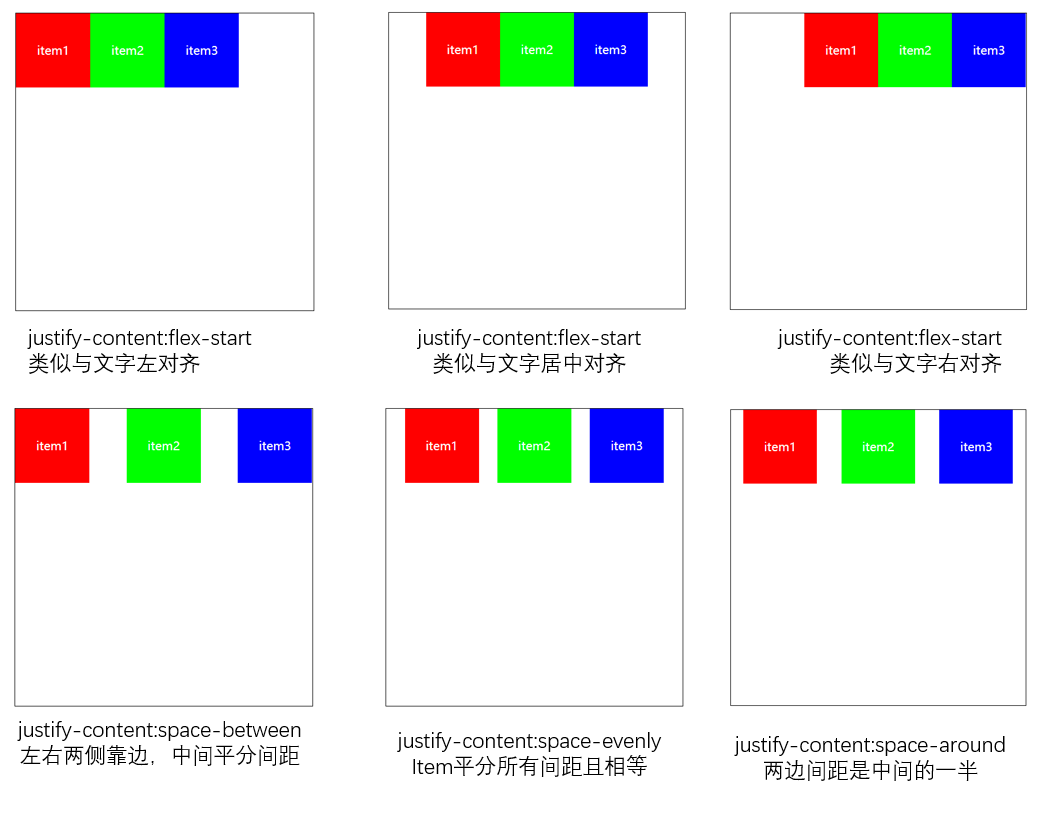 item1 item2 item3
item1 item2 item3
item1 item2 item3
justify-content:flex-start
类似与文字左对齐
justify-content:flex-start
类似与文字居中对齐
justify-content:flex-start
类似与文字右对齐
item1 item2 item3
item1 item2 item3
item1 item2 item3
justify-content:space-between
左右两侧靠边，中间平分间距
justify-content:space-evenly
Item平分所有间距且相等
justify-content:space-around
两边间距是中间的一半